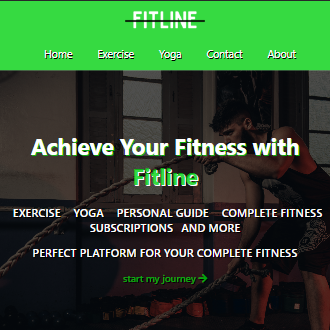 FITLINE
Home Exercise Yoga Contact About
Achieve Your Fitness with
Fitline
EXERCISE YOGA PERSONAL GUIDE COMPLETE FITNESS
SUBSCRIPTIONS AND MORE
PERFECT PLATFORM FOR YOUR COMPLETE FITNESS
start my journey →